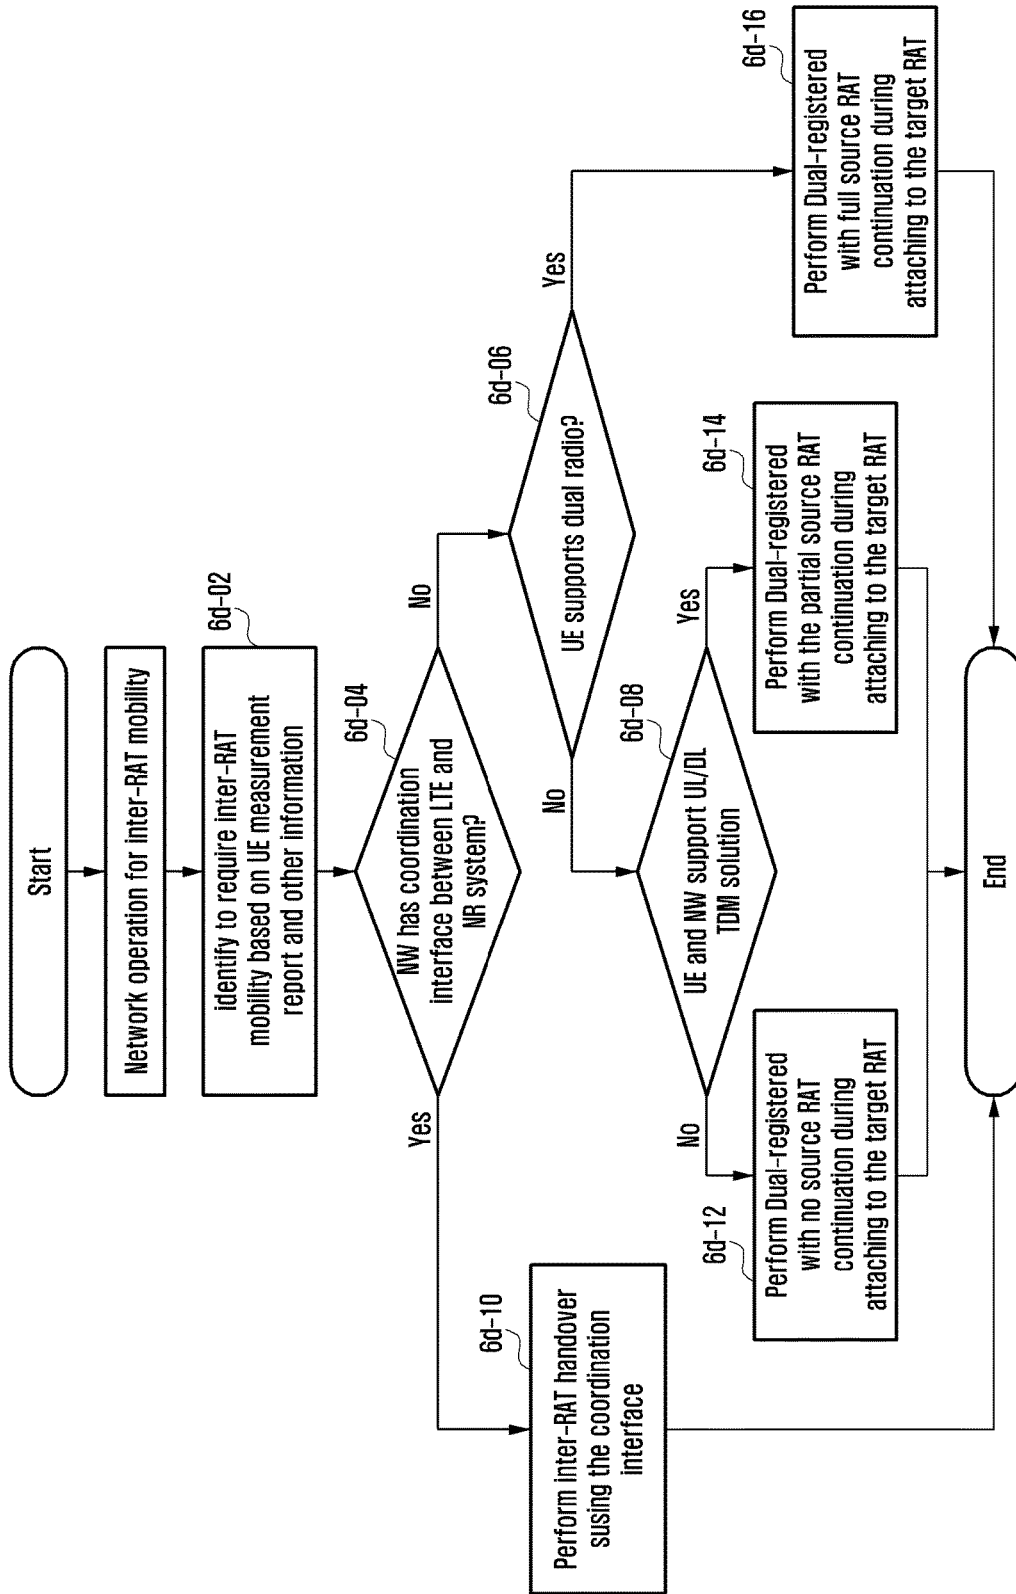 Start
Network operation for inter-RAT mobility
6d-02
identify to require inter-RAT
mobility based on UE measurement
report and other information
6d-04
NW has coordination
interface between LTE and
NR system?
Yes
No
6d-10
Perform inter-RAT handover
susing the coordination
interface
6d-06
UE supports dual radio?
No
Yes
6d-08
UE and NW support UL/DL
TDM solution
No
Yes
6d-12
Perform Dual-registered
with no source RAT
continuation during
attaching to the target RAT
6d-14
Perform Dual-registered
with the partial source RAT
continuation during
attaching to the target RAT
6d-16
Perform Dual-registered
with full source RAT
continuation during
attaching to the target RAT
End